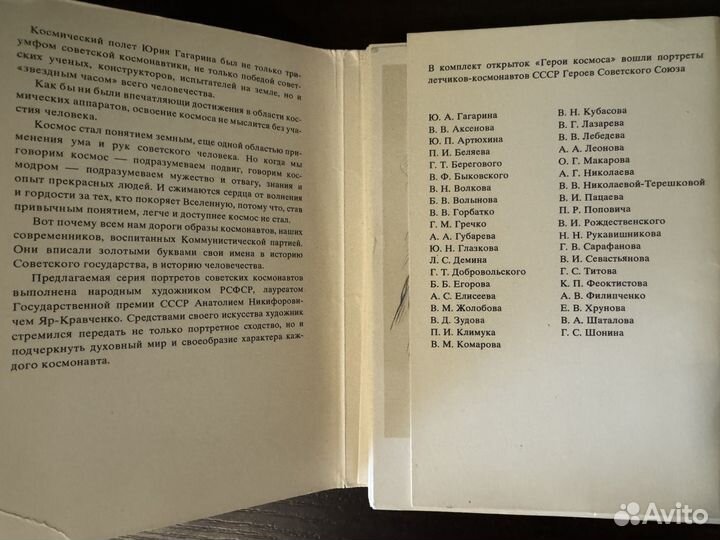 Космический полет Юрия Гагарина был не только три-
умфом советской космонавтики, не только победой совет-
ских ученых, конструкторов, испытателей на земле, но и
«звездным часом» всего человечества.
Как бы ни были впечатляющи достижения в области кос-
мических аппаратов, освоение космоса не мыслится без уча-
стия человека.
Космос стал понятием земным, еще одной областью при-
менения ума и рук советского человека. Но когда мы
говорим космос — подразумеваем подвиг, говорим кос-
модром — подразумеваем мужество и отвагу, знания и
опыт прекрасных людей. И сжимаются сердца от волнения
и гордости за тех, кто покоряет Вселенную, потому что, став
привычным понятием, легче и доступнее космос не стал.
Вот почему всем нам дороги образы космонавтов, наших
современников, воспитанных Коммунистической партией.
Они вписали золотыми буквами свои имена в историю
Советского государства, в историю человечества.
Предлагаемая серия портретов советских космонавтов
выполнена народным художником РСФСР, лауреатом
Государственной премии СССР Анатолием Никифорови-
чем Яр-Кравченко. Средствами своего искусства художник
стремился передать не только портретное сходство, но и
подчеркнуть духовный мир и своеобразие характера каж-
дого космонавта.
В комплект открыток «Герои космоса» вошли портреты
летчиков-космонавтов СССР Героев Советского Союза
Ю. А. Гагарина
В. В. Аксенова
Ю. П. Артюхина
П. И. Беляева
Г. Т. Берегового
В. Ф. Быковского
В. Н. Волкова
Б. В. Волынова
В. В. Горбатко
Г. М. Гречко
А. А. Губарева
Ю. Н. Глазкова
Л. С. Демина
Г. Т. Добровольского
Б. Б. Егорова
А. С. Елисеева
В. М. Жолобова
В. Д. Зудова
П. И. Климука
В. М. Комарова
В. Н. Кубасова
В. Г. Лазарева
В. В. Лебедева
А. А. Леонова
О. Г. Макарова
А. Г. Николаева
В. В. Николаевой-Терешковой
В. И. Пацаева
П. Р. Поповича
В. И. Рождественского
Н. Н. Рукавишникова
Г. В. Сарафанова
В. И. Севастьянова
Г. С. Титова
К. П. Феоктистова
А. В. Филипченко
Е. В. Хрунова
В. А. Шаталова
Г. С. Шонина
Avito